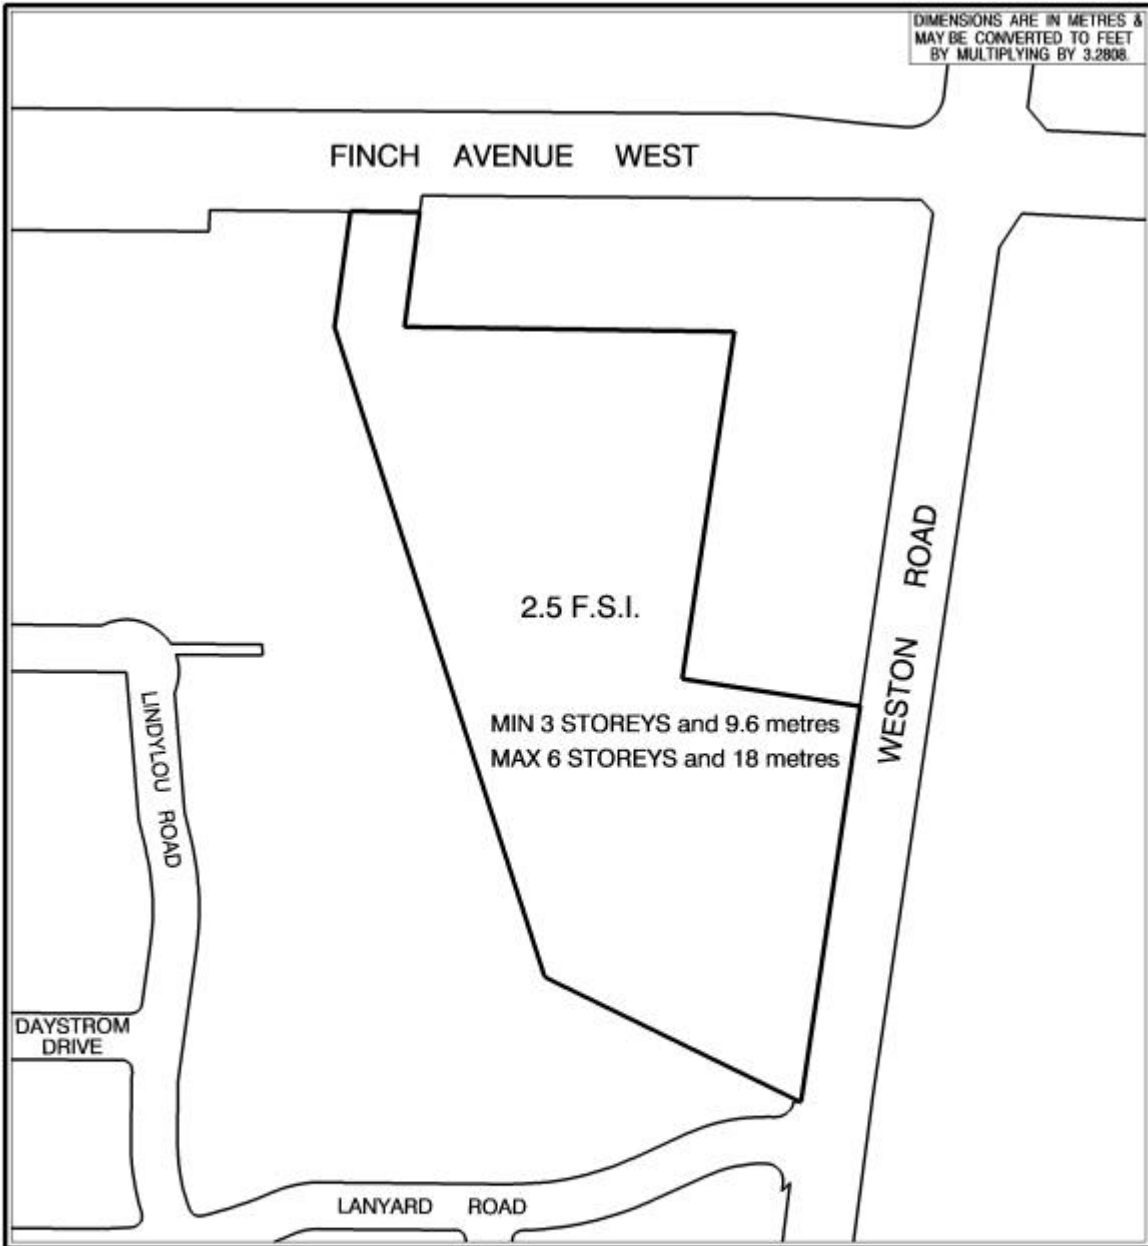 DIMENSIONS ARE IN METRES &
MAY BE CONVERTED TO FEET
BY MULTIPLYING BY 3.2808.
FINCH AVENUE WEST
2.5 F.S.I.
WESTON ROAD
MIN 3 STOREYS and 9.6 metres
MAX 6 STOREYS and 18 metres
LINDYLOU ROAD
DAYSTROM
DRIVE
LANYARD ROAD